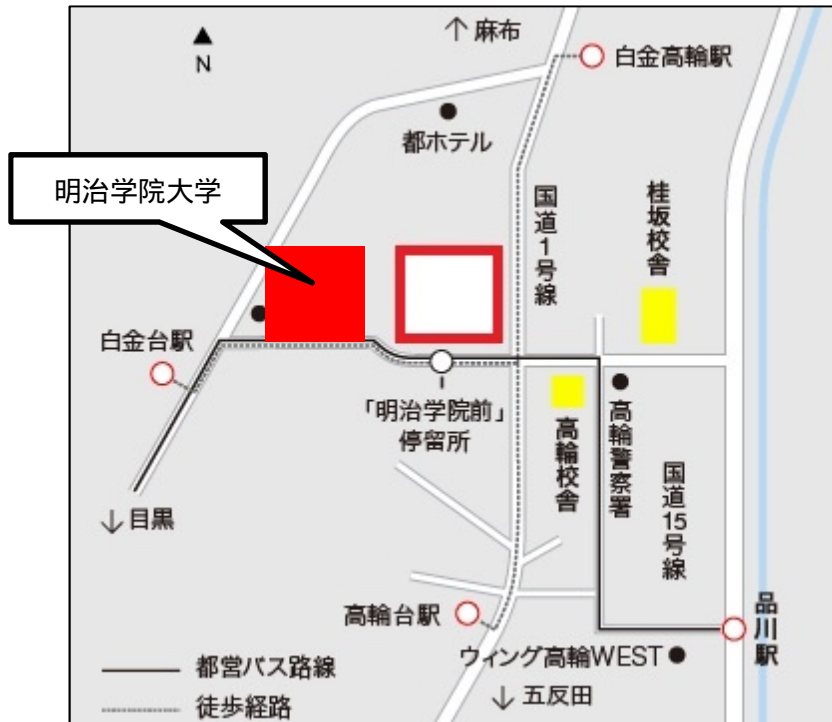 ↑麻布
白金高輪駅
▲
N
都ホテル
明治学院大学
国道1号線
桂坂校舎
白金台駅
「明治学院前」
停留所
高輪校舎
高輪警察署
国道15号線
↓目黒
高輪台駅
品川駅
ウィング高輪WEST
↓五反田
都営バス路線
徒歩経路